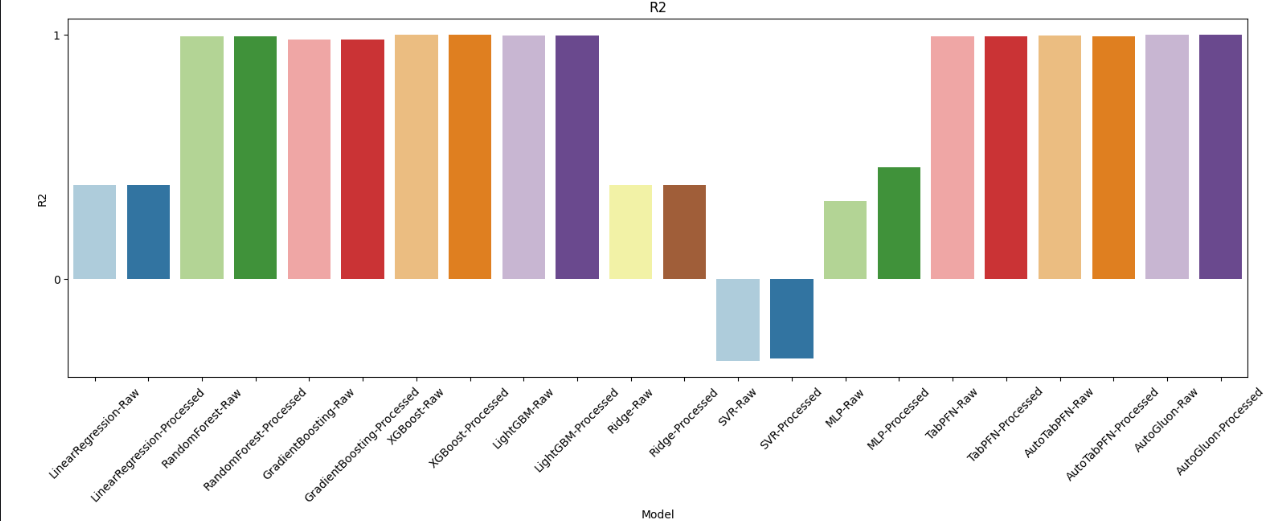 R2
1
R2
0
LinearRegression-Raw
LinearRegression-Processed
RandomForest-Raw
RandomForest-Processed
GradientBoosting-Raw
GradientBoosting-Processed
XGBoost-Raw
XGBoost-Processed
LightGBM-Raw
LightGBM-Processed
Ridge-Raw
Ridge-Processed
SVR-Raw
SVR-Processed
MLP-Raw
MLP-Processed
TabPFN-Raw
TabPFN-Processed
AutoTabPFN-Raw
AutoTabPFN-Processed
AutoGluon-Raw
AutoGluon-Processed
Model